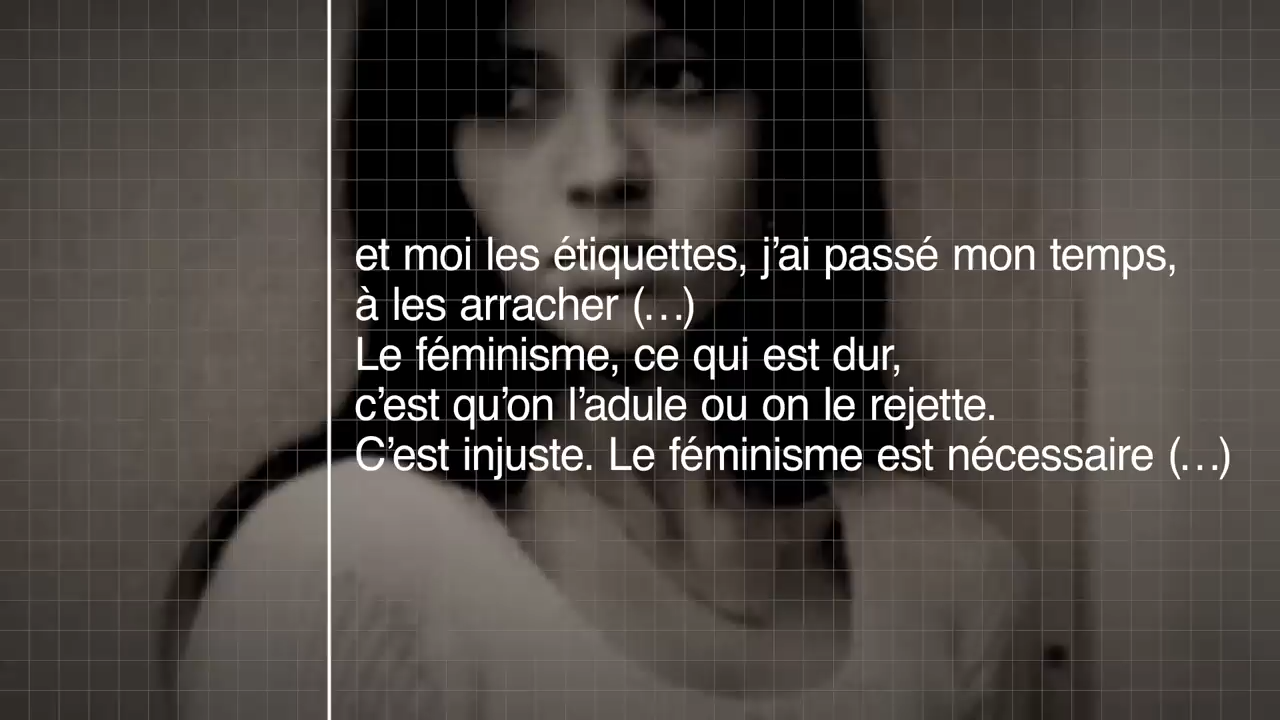 et moi les étiquettes, j’ai passé mon temps,
à les arracher (…)
Le féminisme, ce qui est dur,
c’est qu’on l’adule ou on le rejette.
C’est injuste. Le féminisme est nécessaire (…)